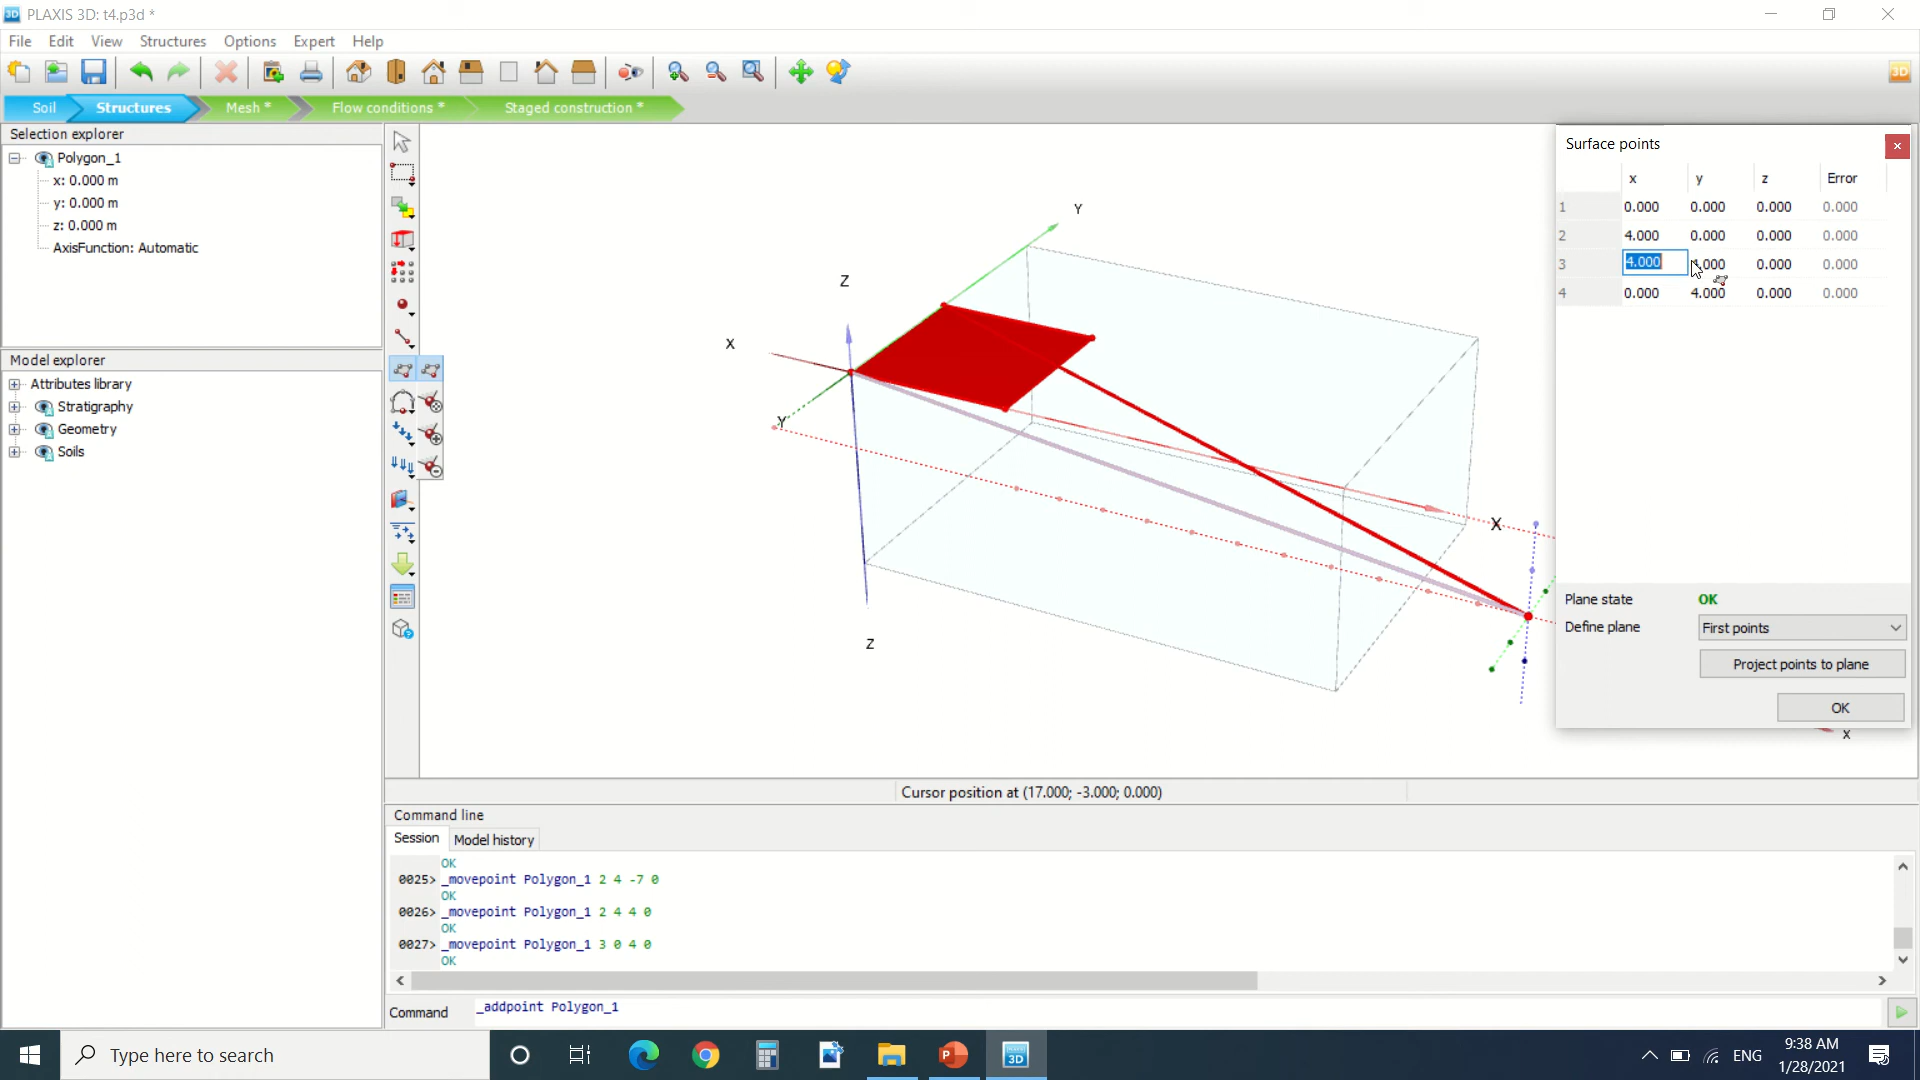 PLAXIS 3D: t4.p3d *
File Edit View Structures Options Expert Help
3D
Soil Structures Mesh * Flow conditions * Staged construction *
Selection explorer
Polygon_1
x: 0.000 m
y: 0.000 m
z: 0.000 m
AxisFunction: Automatic
Model explorer
Attributes library
Stratigraphy
Geometry
Soils
Y
Z
X
Y
X
Z
X
Surface points
x y z Error
1 0.000 0.000 0.000 0.000
2 4.000 0.000 0.000 0.000
3 4.000 4.000 0.000 0.000
4 0.000 4.000 0.000 0.000
Plane state OK
Define plane First points
Project points to plane
OK
Cursor position at (17.000; -3.000; 0.000)
Command line
Session Model history
OK
0025> _movepoint Polygon_1 2 4 -7 0
OK
0026> _movepoint Polygon_1 2 4 4 0
OK
0027> _movepoint Polygon_1 3 0 4 0
OK
Command _addpoint Polygon_1
Type here to search
ENG
9:38 AM
1/28/2021